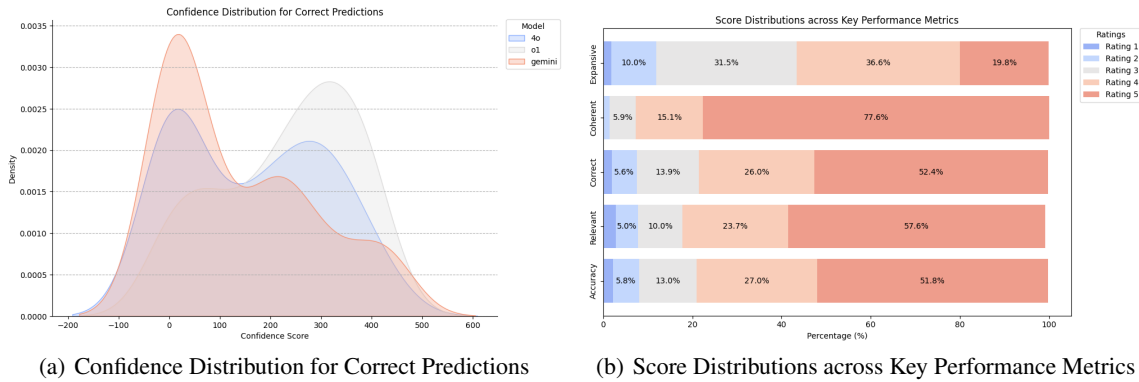 Confidence Distribution for Correct Predictions
Model
4o
o1
gemini
0.0035
0.0030
0.0025
0.0020
0.0015
0.0010
0.0005
0.0000
Density
−200 −100 0 100 200 300 400 500 600
Confidence Score
(a) Confidence Distribution for Correct Predictions
Score Distributions across Key Performance Metrics
Ratings
Rating 1
Rating 2
Rating 3
Rating 4
Rating 5
Expansive 10.0% 31.5% 36.6% 19.8%
Coherent 5.9% 15.1% 77.6%
Correct 5.6% 13.9% 26.0% 52.4%
Relevant 5.0% 10.0% 23.7% 57.6%
Accuracy 5.8% 13.0% 27.0% 51.8%
0 20 40 60 80 100
Percentage (%)
(b) Score Distributions across Key Performance Metrics